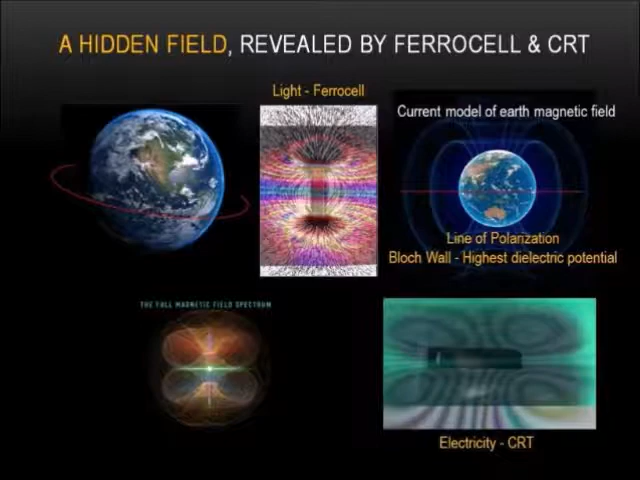 A HIDDEN FIELD, REVEALED BY FERROCELL & CRT
Light - Ferrocell
Current model of earth magnetic field
Line of Polarization
Bloch Wall - Highest dielectric potential
THE FULL MAGNETIC FIELD SPECTRUM
Electricity - CRT